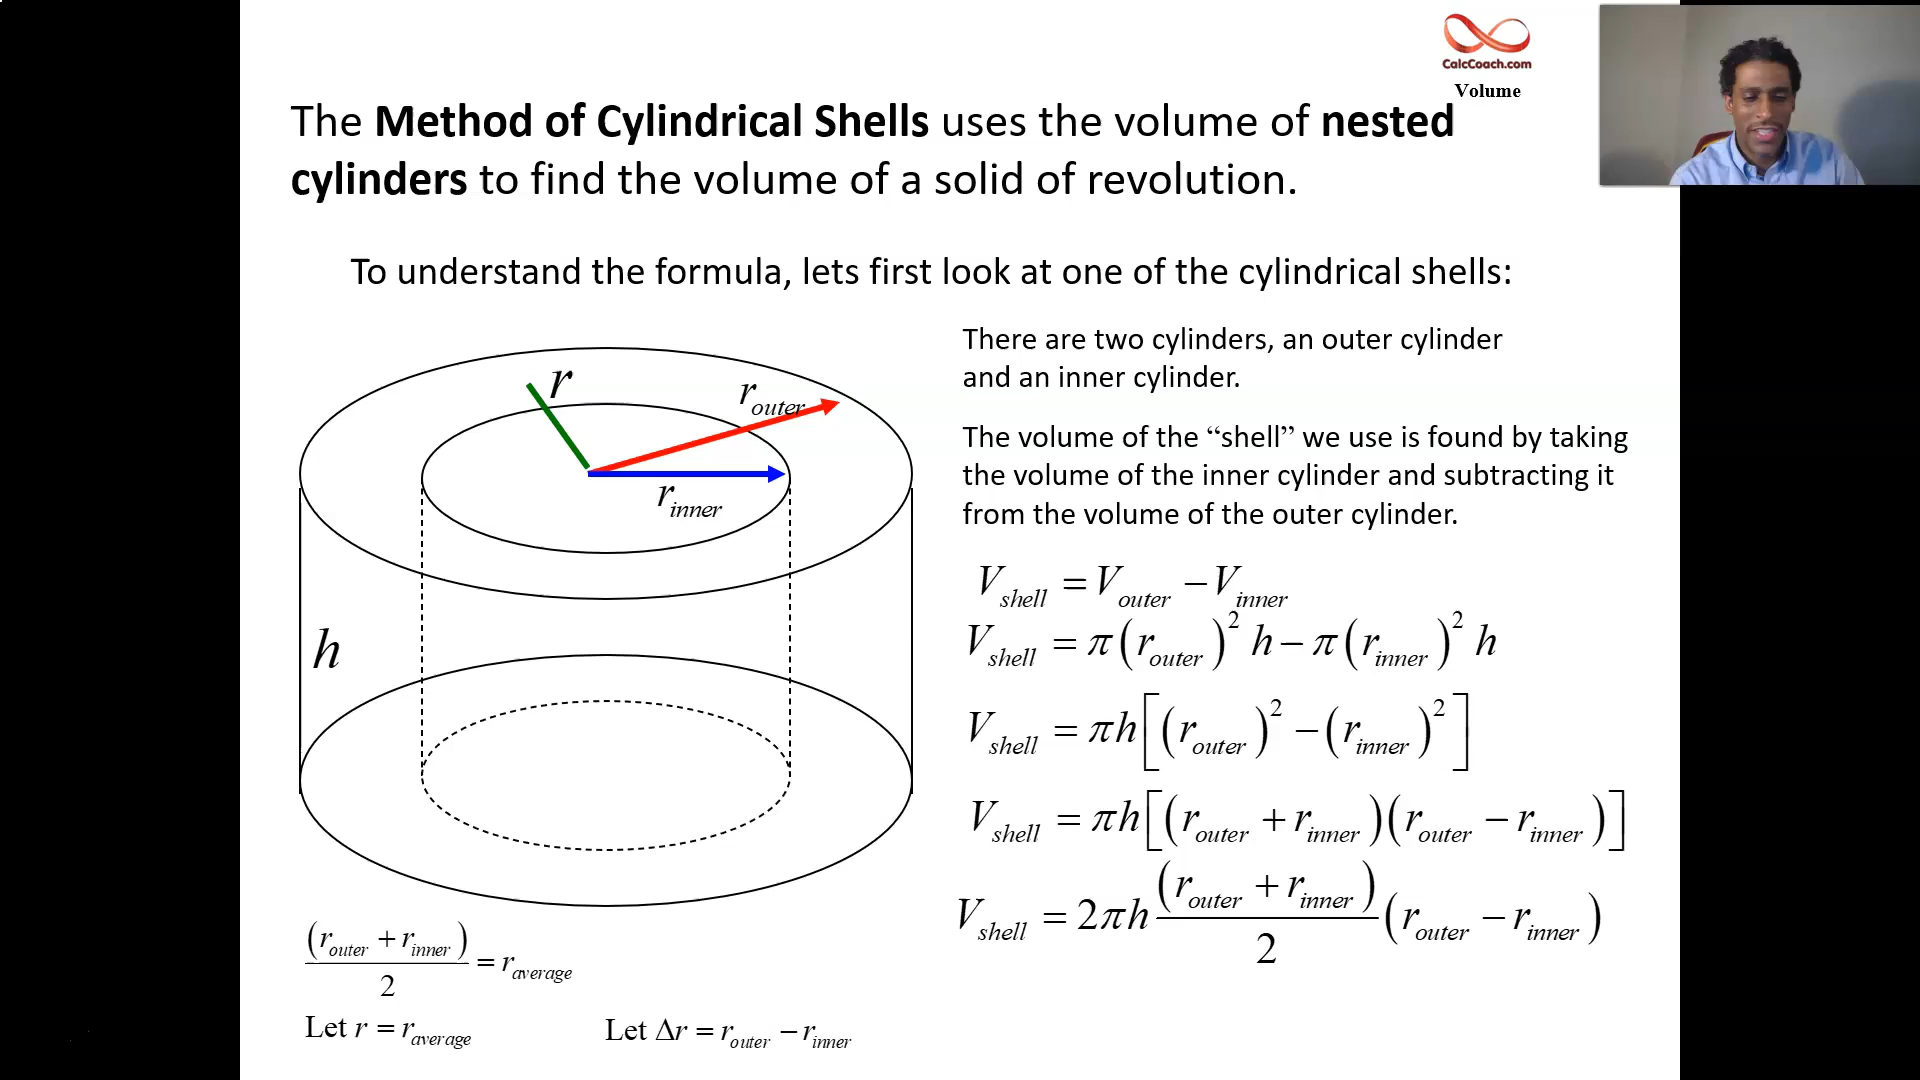 CalcCoach.com
Volume
The Method of Cylindrical Shells uses the volume of nested
cylinders to find the volume of a solid of revolution.
To understand the formula, lets first look at one of the cylindrical shells:
There are two cylinders, an outer cylinder
and an inner cylinder.
The volume of the “shell” we use is found by taking
the volume of the inner cylinder and subtracting it
from the volume of the outer cylinder.
r
r_outer
r_inner
h
V_shell = V_outer − V_inner
V_shell = π(r_outer)² h − π(r_inner)² h
V_shell = πh[(r_outer)² − (r_inner)²]
V_shell = πh[(r_outer + r_inner)(r_outer − r_inner)]
V_shell = 2πh (r_outer + r_inner)/2 (r_outer − r_inner)
(r_outer + r_inner)/2 = r_average
Let r = r_average
Let Δr = r_outer − r_inner